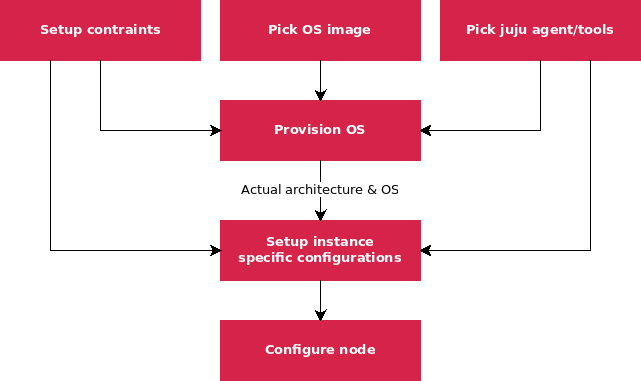 Setup contraints
Pick OS image
Pick juju agent/tools
Provision OS
Actual architecture & OS
Setup instance
specific configurations
Configure node